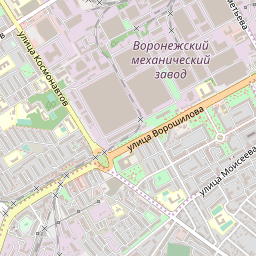 Воронежский
механический
завод
улица Космонавтов
улица Ворошилова
улица Моисеева